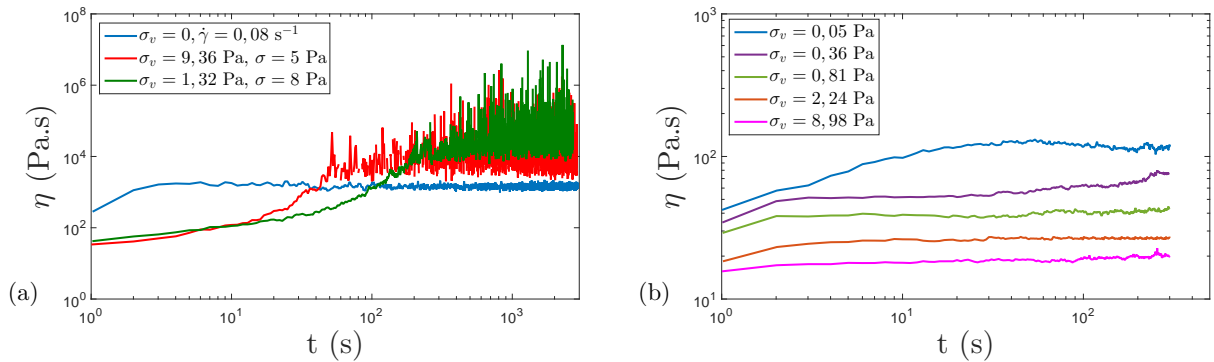 10^8
10^6
10^4
10^2
10^0
η (Pa.s)
σ_v = 0, γ̇ = 0,08 s^{-1}
σ_v = 9,36 Pa, σ = 5 Pa
σ_v = 1,32 Pa, σ = 8 Pa
10^0 10^1 10^2 10^3
t (s)
(a)
10^3
10^2
10^1
η (Pa.s)
σ_v = 0,05 Pa
σ_v = 0,36 Pa
σ_v = 0,81 Pa
σ_v = 2,24 Pa
σ_v = 8,98 Pa
10^0 10^1 10^2
t (s)
(b)